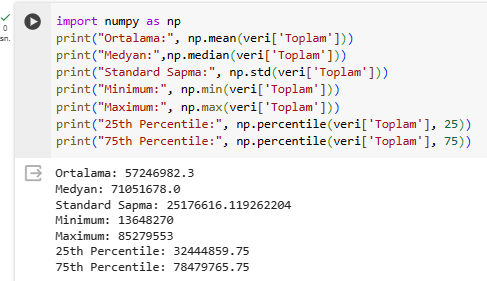 import numpy as np
print("Ortalama:", np.mean(veri['Toplam']))
print("Medyan:",np.median(veri['Toplam']))
print("Standard Sapma:", np.std(veri['Toplam']))
print("Minimum:", np.min(veri['Toplam']))
print("Maximum:", np.max(veri['Toplam']))
print("25th Percentile:", np.percentile(veri['Toplam'], 25))
print("75th Percentile:", np.percentile(veri['Toplam'], 75))
0
sn.
Ortalama: 57246982.3
Medyan: 71051678.0
Standard Sapma: 25176616.119262204
Minimum: 13648270
Maximum: 85279553
25th Percentile: 32444859.75
75th Percentile: 78479765.75